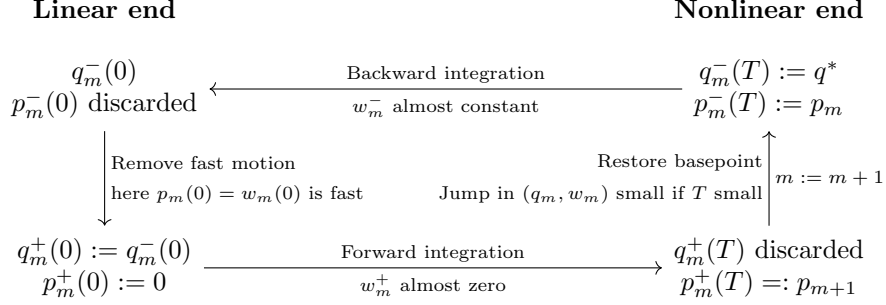 Linear end
Nonlinear end
$q_m^-(0)$
$p_m^-(0)$ discarded
Backward integration
$w_m^-$ almost constant
$q_m^-(T) := q^*$
$p_m^-(T) := p_m$
Remove fast motion
here $p_m(0) = w_m(0)$ is fast
Restore basepoint
Jump in $(q_m, w_m)$ small if $T$ small
$m := m + 1$
$q_m^+(0) := q_m^-(0)$
$p_m^+(0) := 0$
Forward integration
$w_m^+$ almost zero
$q_m^+(T)$ discarded
$p_m^+(T) =: p_{m+1}$